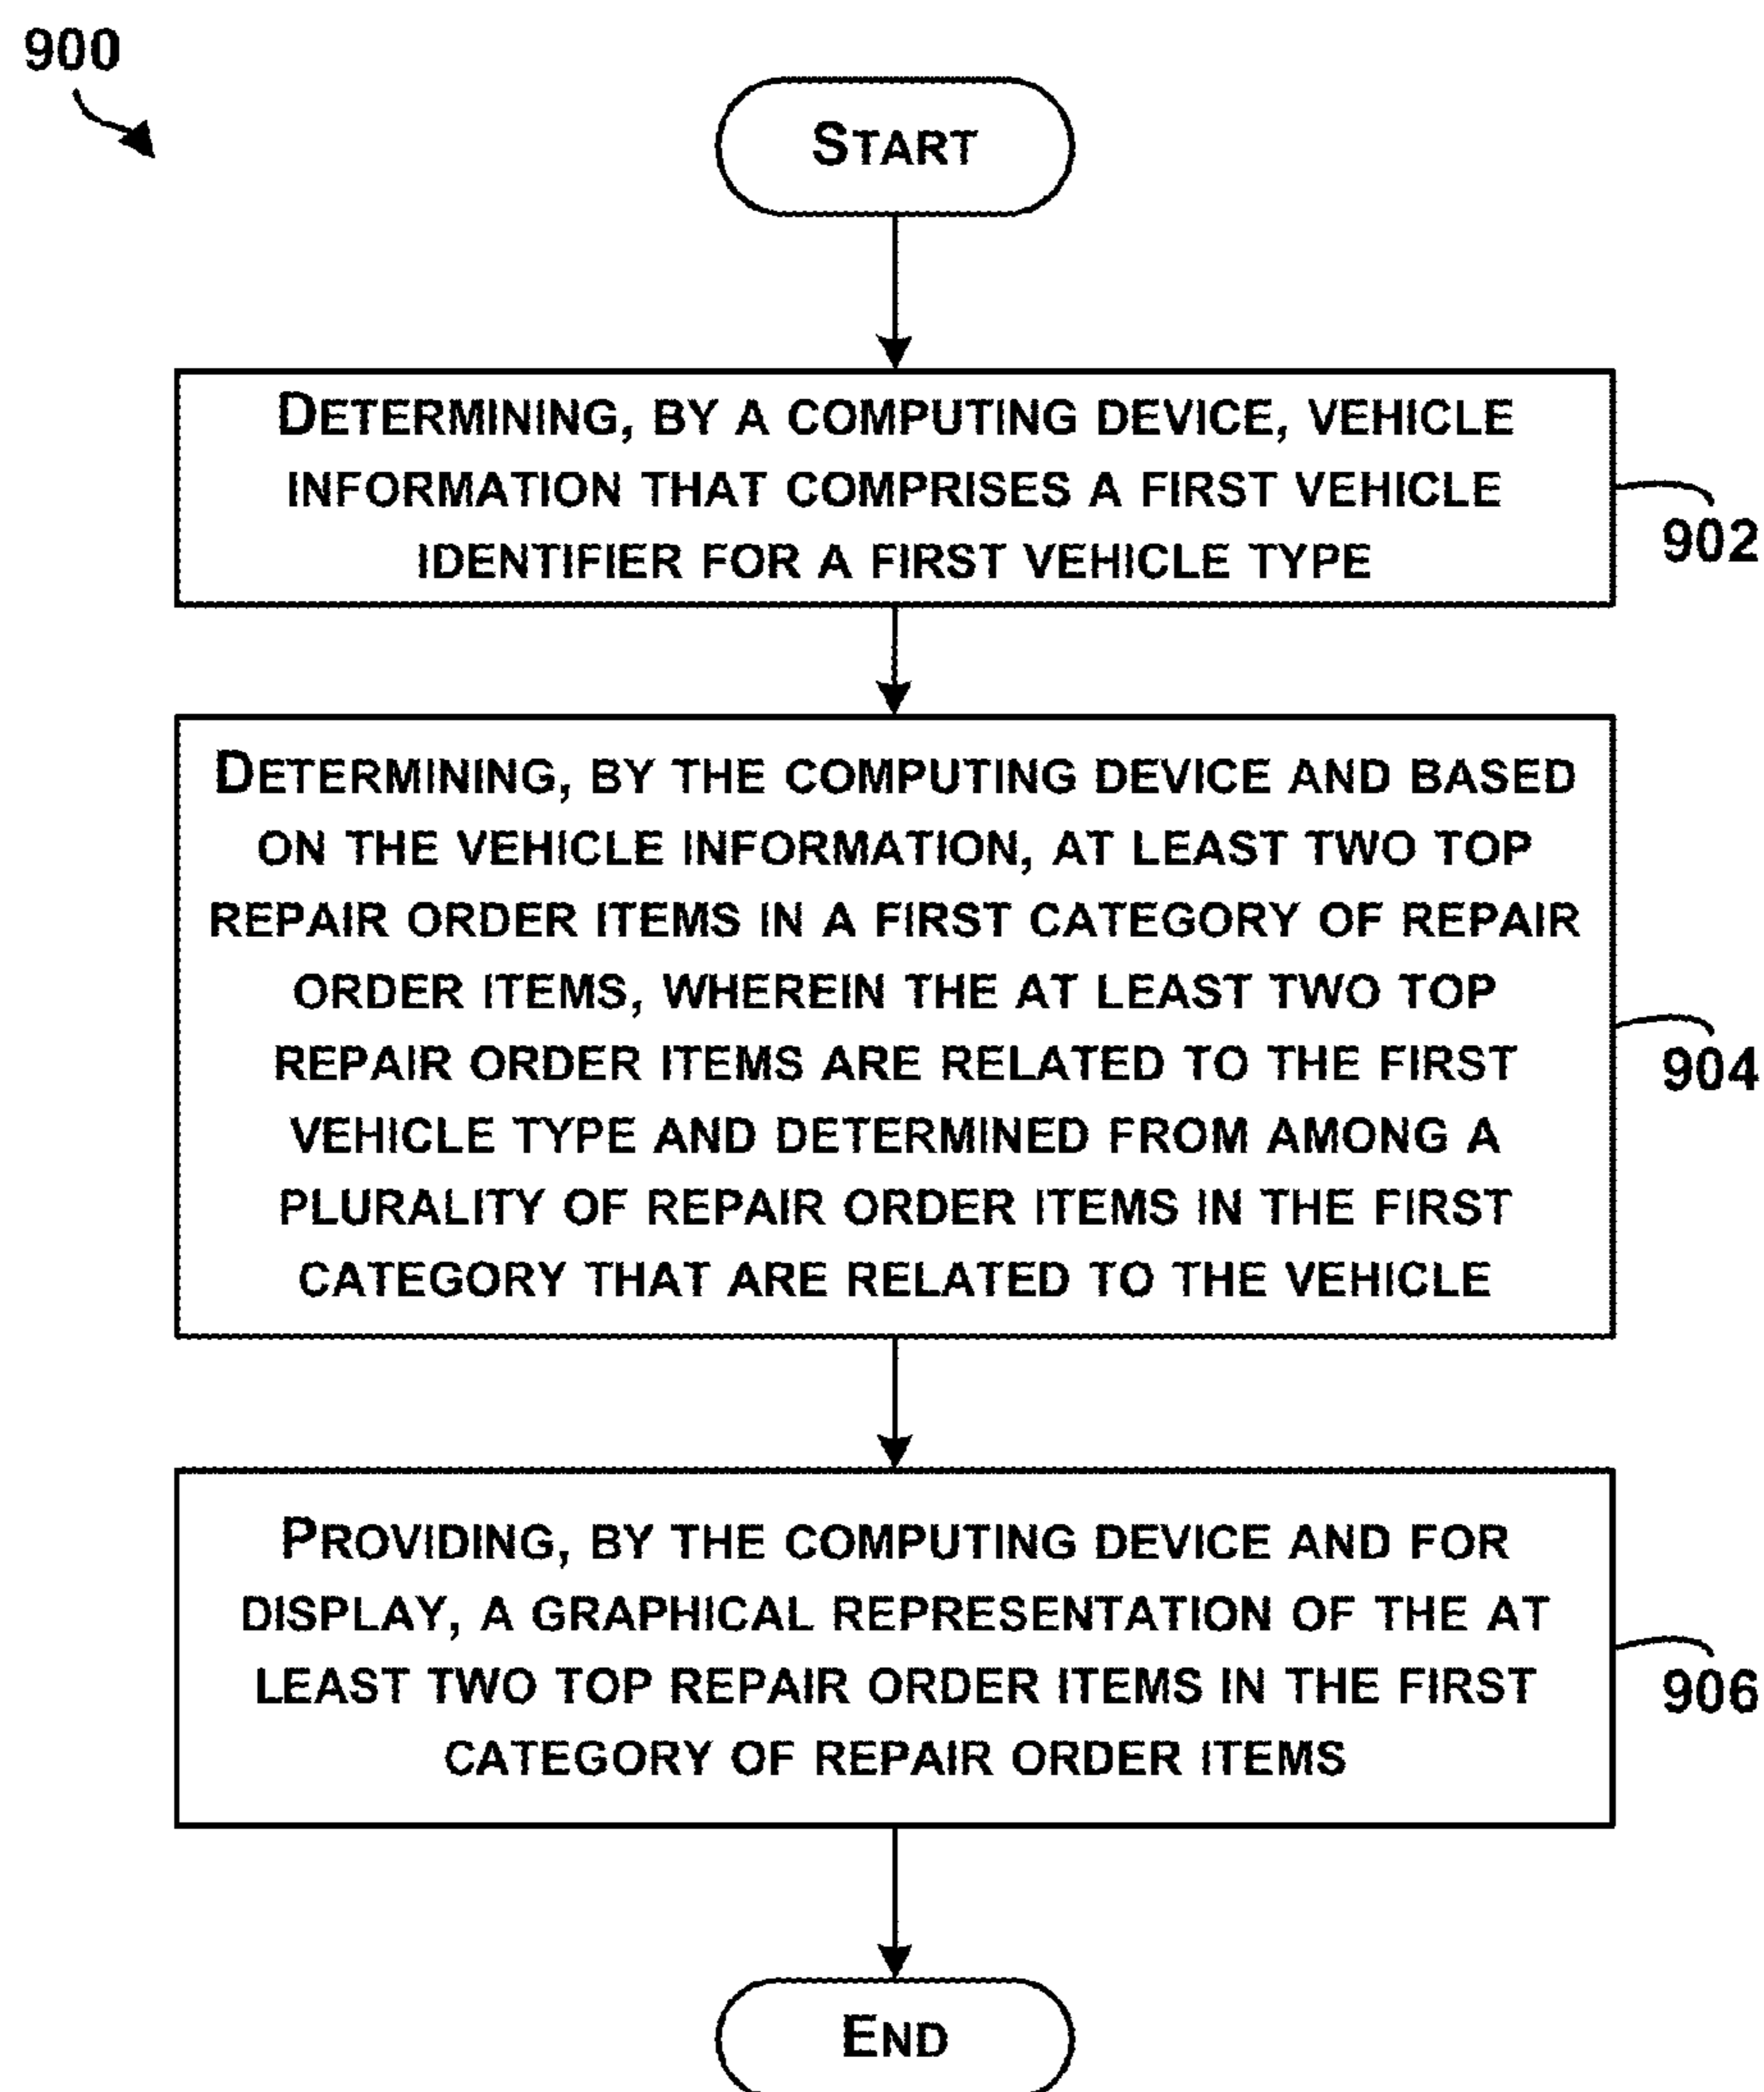 900
START
DETERMINING, BY A COMPUTING DEVICE, VEHICLE
INFORMATION THAT COMPRISES A FIRST VEHICLE
IDENTIFIER FOR A FIRST VEHICLE TYPE
902
DETERMINING, BY THE COMPUTING DEVICE AND BASED
ON THE VEHICLE INFORMATION, AT LEAST TWO TOP
REPAIR ORDER ITEMS IN A FIRST CATEGORY OF REPAIR
ORDER ITEMS, WHEREIN THE AT LEAST TWO TOP
REPAIR ORDER ITEMS ARE RELATED TO THE FIRST
VEHICLE TYPE AND DETERMINED FROM AMONG A
PLURALITY OF REPAIR ORDER ITEMS IN THE FIRST
CATEGORY THAT ARE RELATED TO THE VEHICLE
904
PROVIDING, BY THE COMPUTING DEVICE AND FOR
DISPLAY, A GRAPHICAL REPRESENTATION OF THE AT
LEAST TWO TOP REPAIR ORDER ITEMS IN THE FIRST
CATEGORY OF REPAIR ORDER ITEMS
906
END